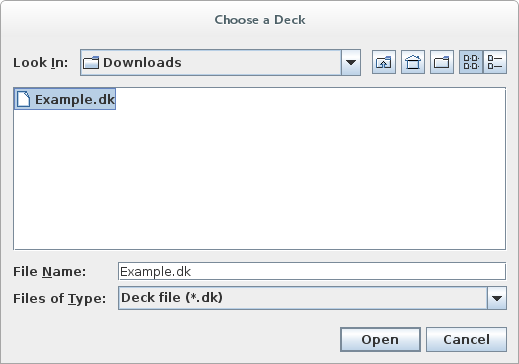 Choose a Deck
Look In: Downloads
Example.dk
File Name: Example.dk
Files of Type: Deck file (*.dk)
Open Cancel